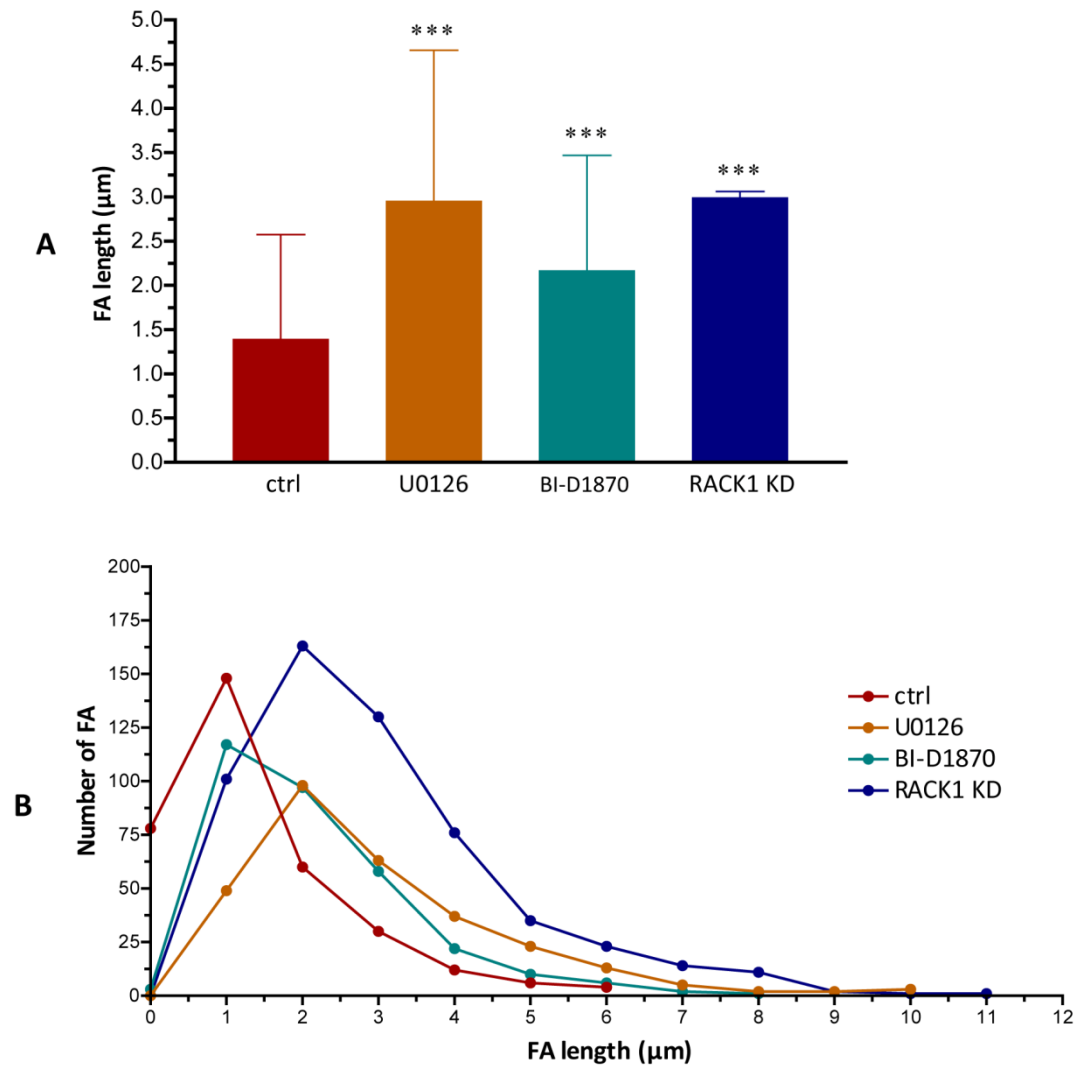 A
FA length (µm)
5.0
4.5
4.0
3.5
3.0
2.5
2.0
1.5
1.0
0.5
0.0
***
***
***
ctrl U0126 BI-D1870 RACK1 KD
B
Number of FA
200
175
150
125
100
75
50
25
0
0 1 2 3 4 5 6 7 8 9 10 11 12
FA length (µm)
ctrl
U0126
BI-D1870
RACK1 KD